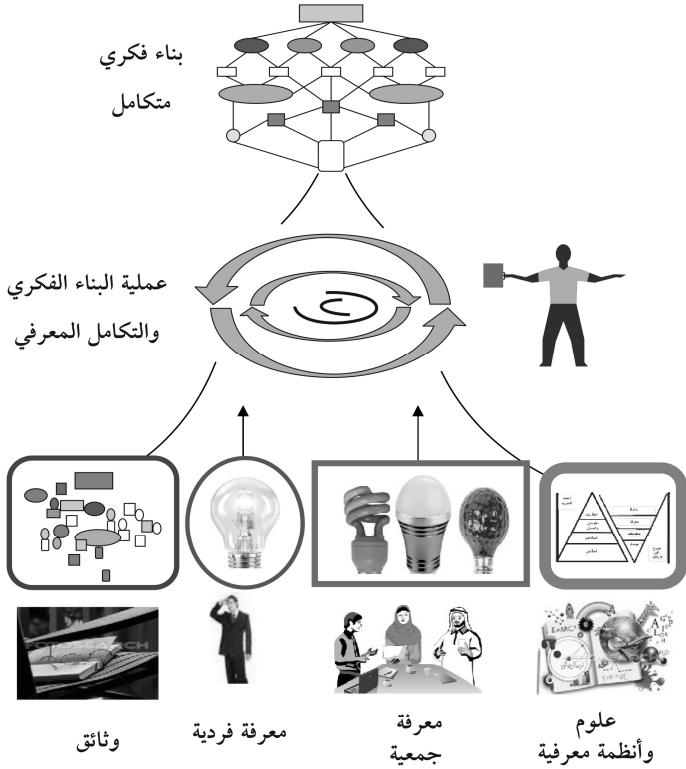 بناء فكري
متكامل
عملية البناء الفكري
والتكامل المعرفي
علوم
وأنظمة معرفية
معرفة
جمعية
معرفة فردية
وثائق